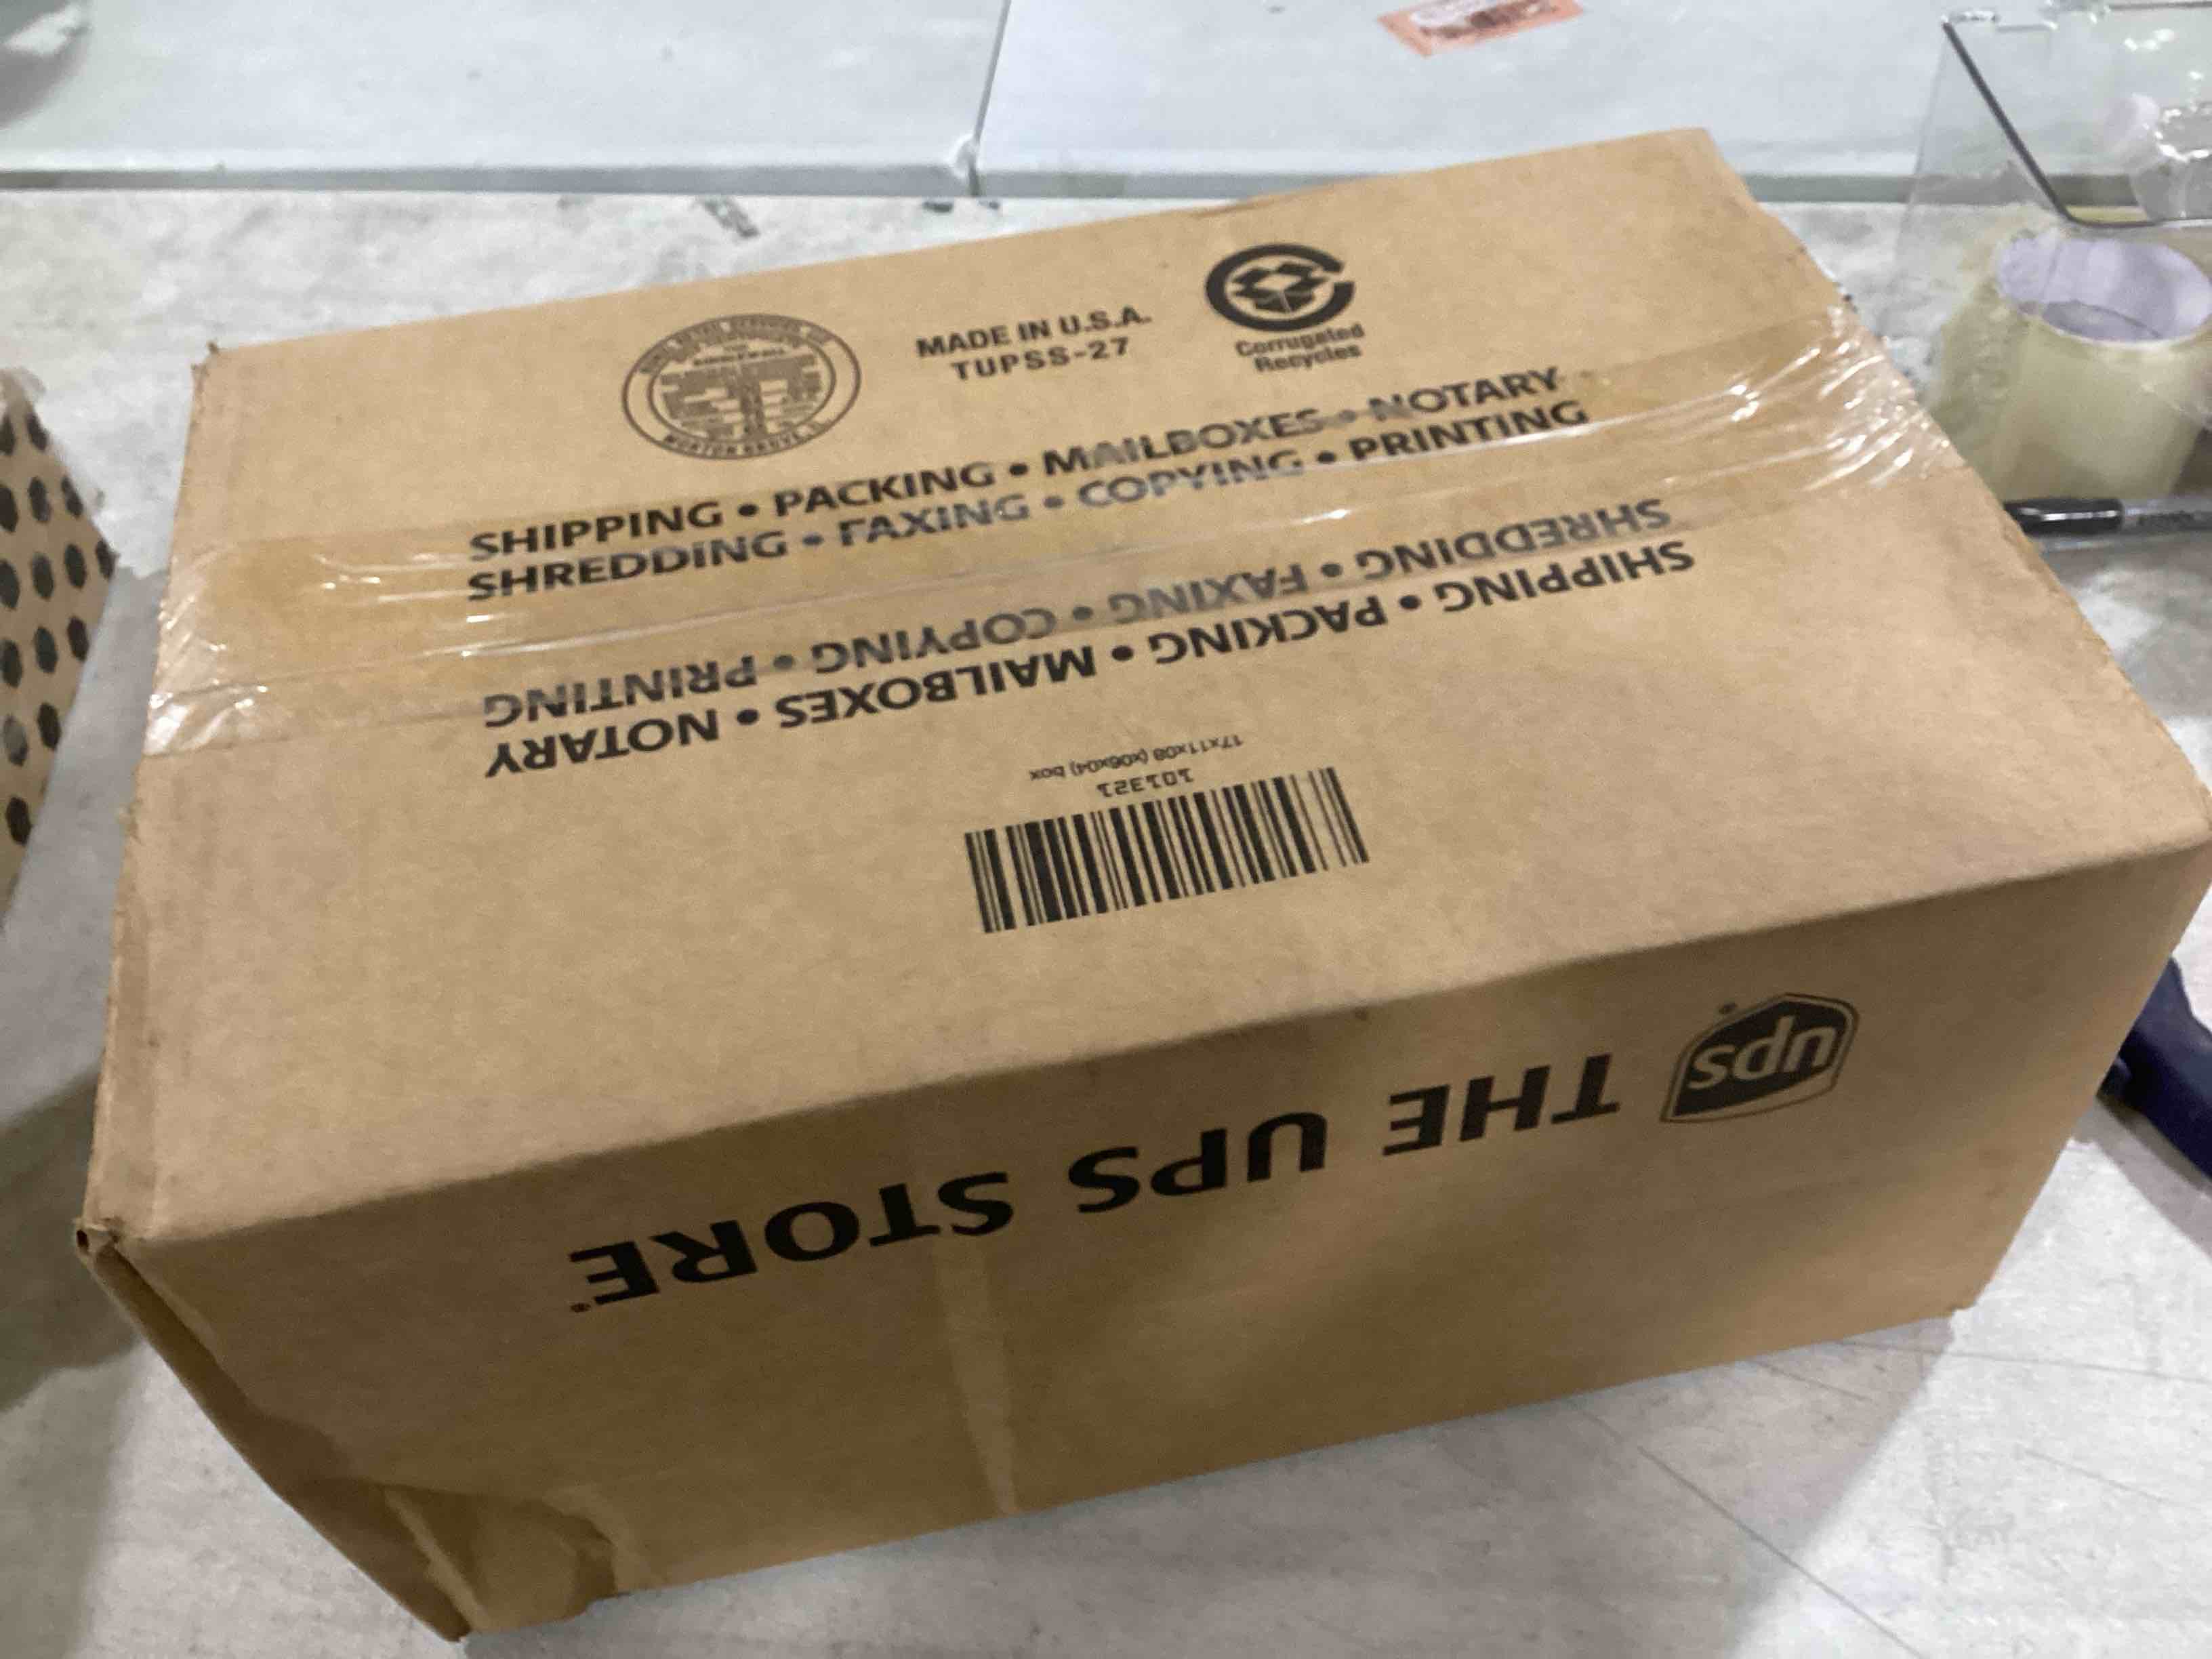 MADE IN U.S.A.
TUPSS-27
Corrugated
Recycles
SHIPPING • PACKING • MAILBOXES • NOTARY
SHREDDING • FAXING • COPYING • PRINTING
SHREDDING • FAXING • COPYING • PRINTING
SHIPPING • PACKING • MAILBOXES • NOTARY
17x11x08 (x06x04) box
101321
ups
THE UPS STORE